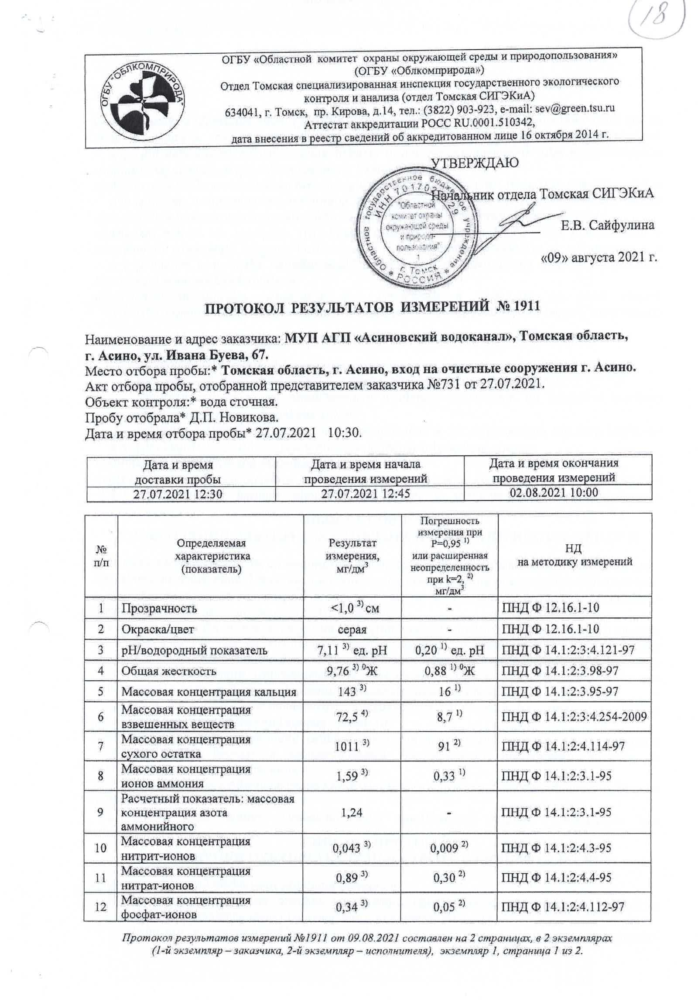 18
ОГБУ "ОБЛКОМПРИРОДА"
ОГБУ «Областной комитет охраны окружающей среды и природопользования»
(ОГБУ «Облкомприрода»)
Отдел Томская специализированная инспекция государственного экологического
контроля и анализа (отдел Томская СИГЭКиА)
634041, г. Томск, пр. Кирова, д.14, тел.: (3822) 903-923, e-mail: sev@green.tsu.ru
Аттестат аккредитации РОСС RU.0001.510342,
дата внесения в реестр сведений об аккредитованном лице 16 октября 2014 г.
УТВЕРЖДАЮ
Начальник отдела Томская СИГЭКиА
Е.В. Сайфулина
«09» августа 2021 г.
Областное государственное бюджетное учреждение
"Областной
комитет охраны
окружающей среды
и природо-
пользования"
1
г. Томск
* РОССИЯ *
ПРОТОКОЛ РЕЗУЛЬТАТОВ ИЗМЕРЕНИЙ № 1911
Наименование и адрес заказчика: МУП АГП «Асиновский водоканал», Томская область,
г. Асино, ул. Ивана Буева, 67.
Место отбора пробы:* Томская область, г. Асино, вход на очистные сооружения г. Асино.
Акт отбора пробы, отобранной представителем заказчика №731 от 27.07.2021.
Объект контроля:* вода сточная.
Пробу отобрала* Д.П. Новикова.
Дата и время отбора пробы* 27.07.2021 10:30.
Дата и время
доставки пробы
Дата и время начала
проведения измерений
Дата и время окончания
проведения измерений
27.07.2021 12:30 27.07.2021 12:45 02.08.2021 10:00
№
п/п
Определяемая
характеристика
(показатель)
Результат
измерения,
мг/дм³
Погрешность
измерения при
Р=0,95 1)
или расширенная
неопределенность
при k=2, 2)
мг/дм³
НД
на методику измерений
1 Прозрачность <1,0 3) см - ПНД Ф 12.16.1-10
2 Окраска/цвет серая - ПНД Ф 12.16.1-10
3 рН/водородный показатель 7,11 3) ед. рН 0,20 1) ед. рН ПНД Ф 14.1:2:3:4.121-97
4 Общая жесткость 9,76 3) 0Ж 0,88 1) 0Ж ПНД Ф 14.1:2:3.98-97
5 Массовая концентрация кальция 143 3) 16 1) ПНД Ф 14.1:2:3.95-97
6 Массовая концентрация
взвешенных веществ 72,5 4) 8,7 1) ПНД Ф 14.1:2:3:4.254-2009
7 Массовая концентрация
сухого остатка 1011 3) 91 2) ПНД Ф 14.1:2:4.114-97
8 Массовая концентрация
ионов аммония 1,59 3) 0,33 1) ПНД Ф 14.1:2:3.1-95
9 Расчетный показатель: массовая
концентрация азота
аммонийного 1,24 - ПНД Ф 14.1:2:3.1-95
10 Массовая концентрация
нитрит-ионов 0,043 3) 0,009 2) ПНД Ф 14.1:2:4.3-95
11 Массовая концентрация
нитрат-ионов 0,89 3) 0,30 2) ПНД Ф 14.1:2:4.4-95
12 Массовая концентрация
фосфат-ионов 0,34 3) 0,05 2) ПНД Ф 14.1:2:4.112-97
Протокол результатов измерений №1911 от 09.08.2021 составлен на 2 страницах, в 2 экземплярах
(1-й экземпляр – заказчика, 2-й экземпляр – исполнителя), экземпляр 1, страница 1 из 2.